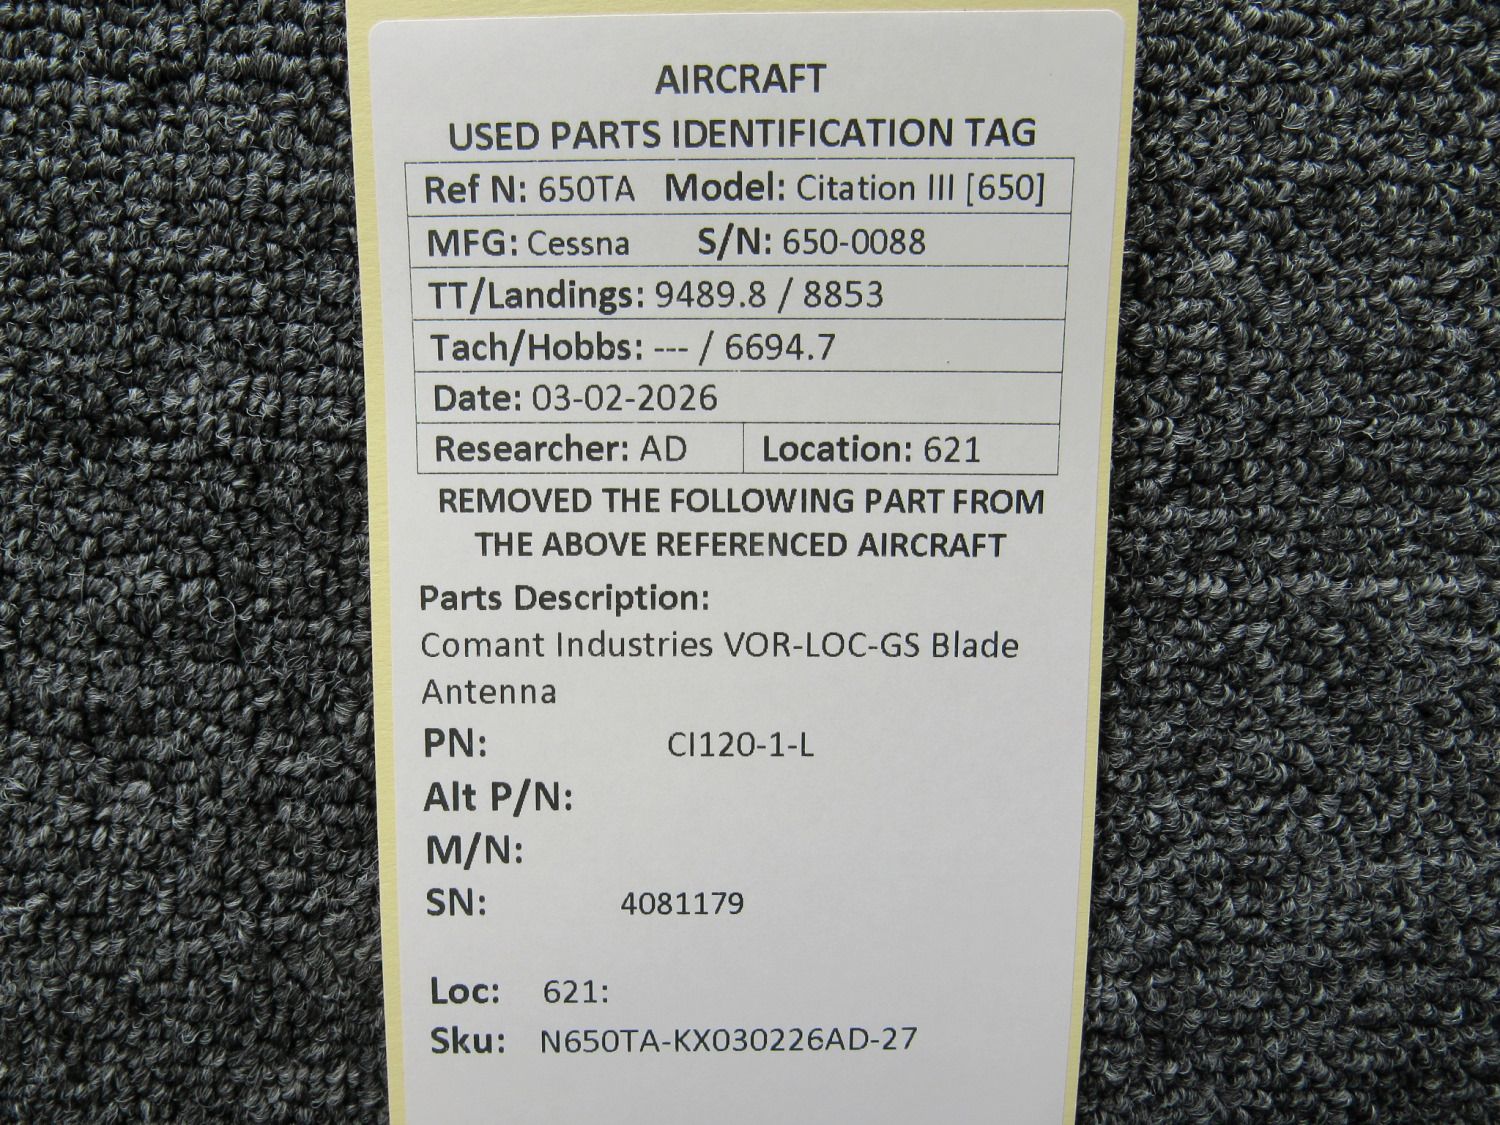 AIRCRAFT
USED PARTS IDENTIFICATION TAG
Ref N: 650TA Model: Citation III [650]
MFG: Cessna S/N: 650-0088
TT/Landings: 9489.8 / 8853
Tach/Hobbs: --- / 6694.7
Date: 03-02-2026
Researcher: AD Location: 621
REMOVED THE FOLLOWING PART FROM
THE ABOVE REFERENCED AIRCRAFT
Parts Description:
Comant Industries VOR-LOC-GS Blade
Antenna
PN: CI120-1-L
Alt P/N:
M/N:
SN: 4081179
Loc: 621:
Sku: N650TA-KX030226AD-27